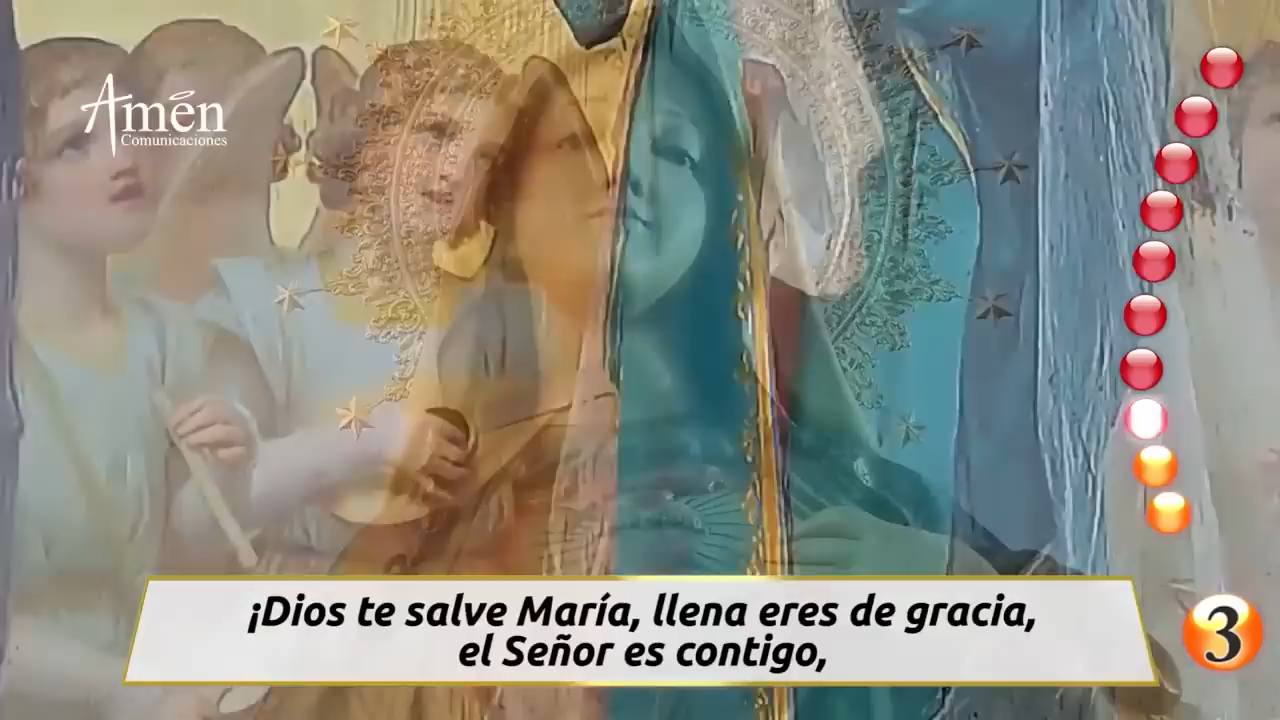 Amén
Comunicaciones
¡Dios te salve María, llena eres de gracia,
el Señor es contigo,
3